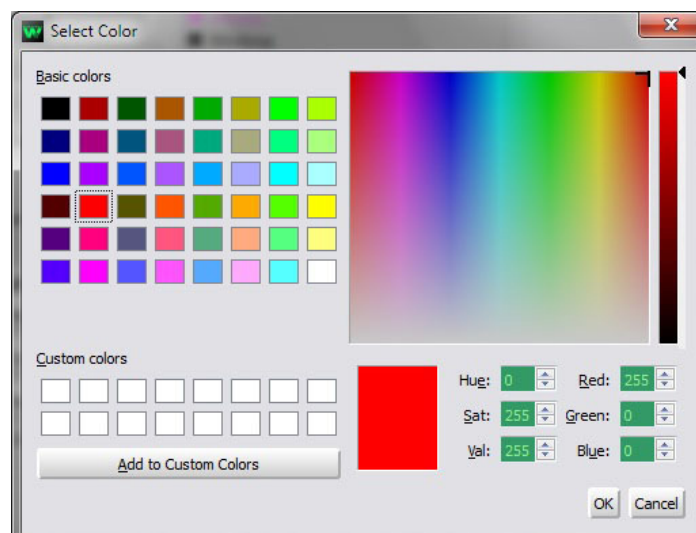 Select Color
Basic colors
Custom colors
Add to Custom Colors
Hue: 0 Red: 255
Sat: 255 Green: 0
Val: 255 Blue: 0
OK Cancel